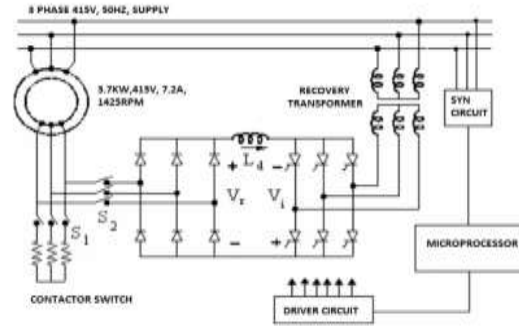 3 PHASE 415V, 50HZ, SUPPLY
3.7KW,415V, 7.2A,
1425RPM
RECOVERY
TRANSFORMER
SYN
CIRCUIT
L d
+
−
V r
V i
−
+
S 1
S 2
MICROPROCESSOR
CONTACTOR SWITCH
DRIVER CIRCUIT